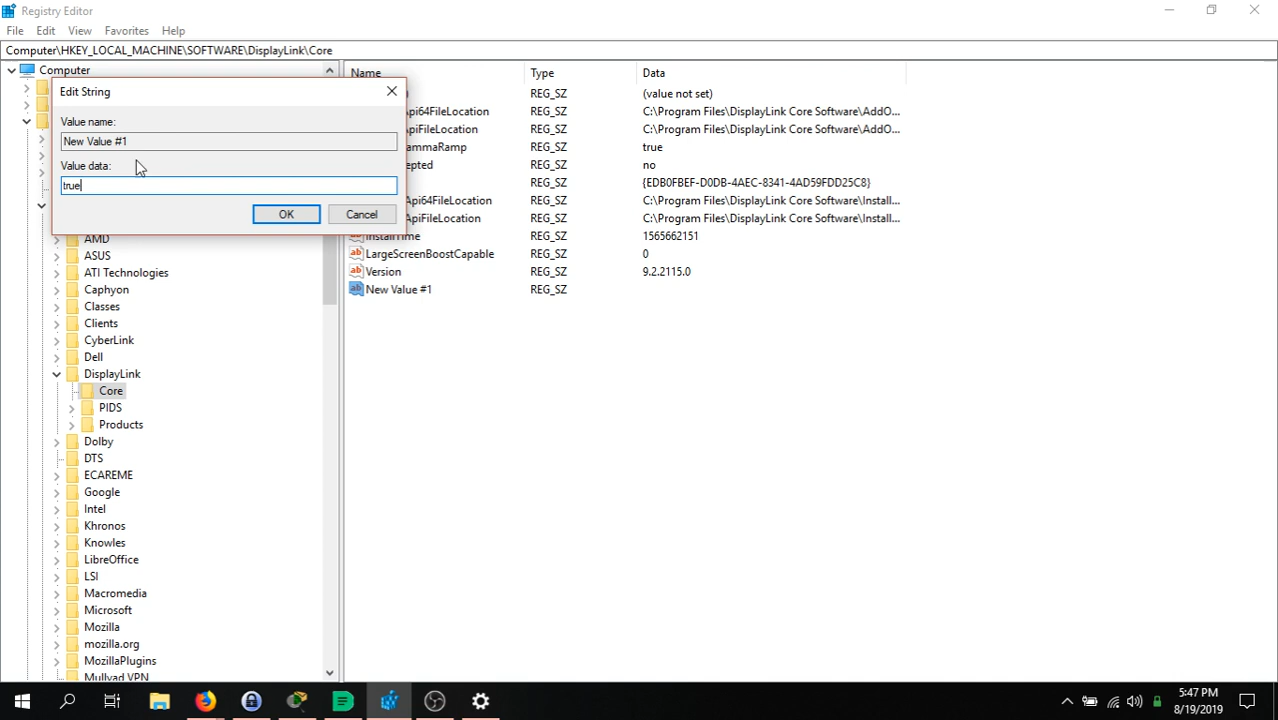 Registry Editor
File Edit View Favorites Help
Computer\HKEY_LOCAL_MACHINE\SOFTWARE\DisplayLink\Core
Computer
Name Type Data
Edit String
Value name:
New Value #1
Value data:
true
OK Cancel
REG_SZ (value not set)
Api64FileLocation REG_SZ C:\Program Files\DisplayLink Core Software\AddO...
ApiFileLocation REG_SZ C:\Program Files\DisplayLink Core Software\AddO...
ammaRamp REG_SZ true
epted REG_SZ no
REG_SZ {EDB0FBEF-D0DB-4AEC-8341-4AD59FDD25C8}
Api64FileLocation REG_SZ C:\Program Files\DisplayLink Core Software\Install...
ApiFileLocation REG_SZ C:\Program Files\DisplayLink Core Software\Install...
InstallTime REG_SZ 1565662151
LargeScreenBoostCapable REG_SZ 0
Version REG_SZ 9.2.2115.0
New Value #1 REG_SZ
AMD
ASUS
ATI Technologies
Caphyon
Classes
Clients
CyberLink
Dell
DisplayLink
Core
PIDS
Products
Dolby
DTS
ECAREME
Google
Intel
Khronos
Knowles
LibreOffice
LSI
Macromedia
Microsoft
Mozilla
mozilla.org
MozillaPlugins
Mullvad VPN
5:47 PM
8/19/2019